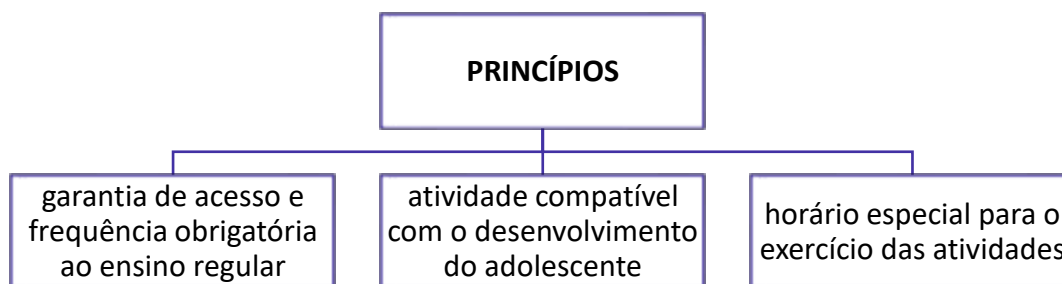 PRINCÍPIOS
garantia de acesso e
frequência obrigatória
ao ensino regular
atividade compatível
com o desenvolvimento
do adolescente
horário especial para o
exercício das atividades